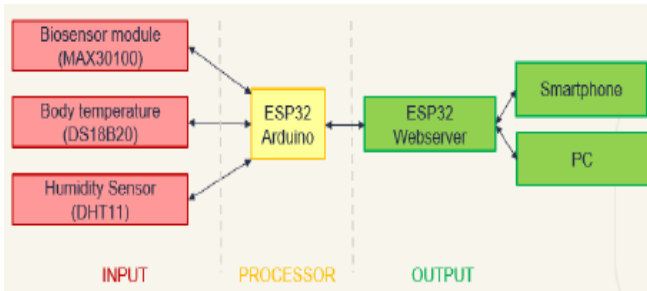 Biosensor module
(MAX30100)
Body temperature
(DS18B20)
Humidity Sensor
(DHT11)
ESP32
Arduino
ESP32
Webserver
Smartphone
PC
INPUT
PROCESSOR
OUTPUT